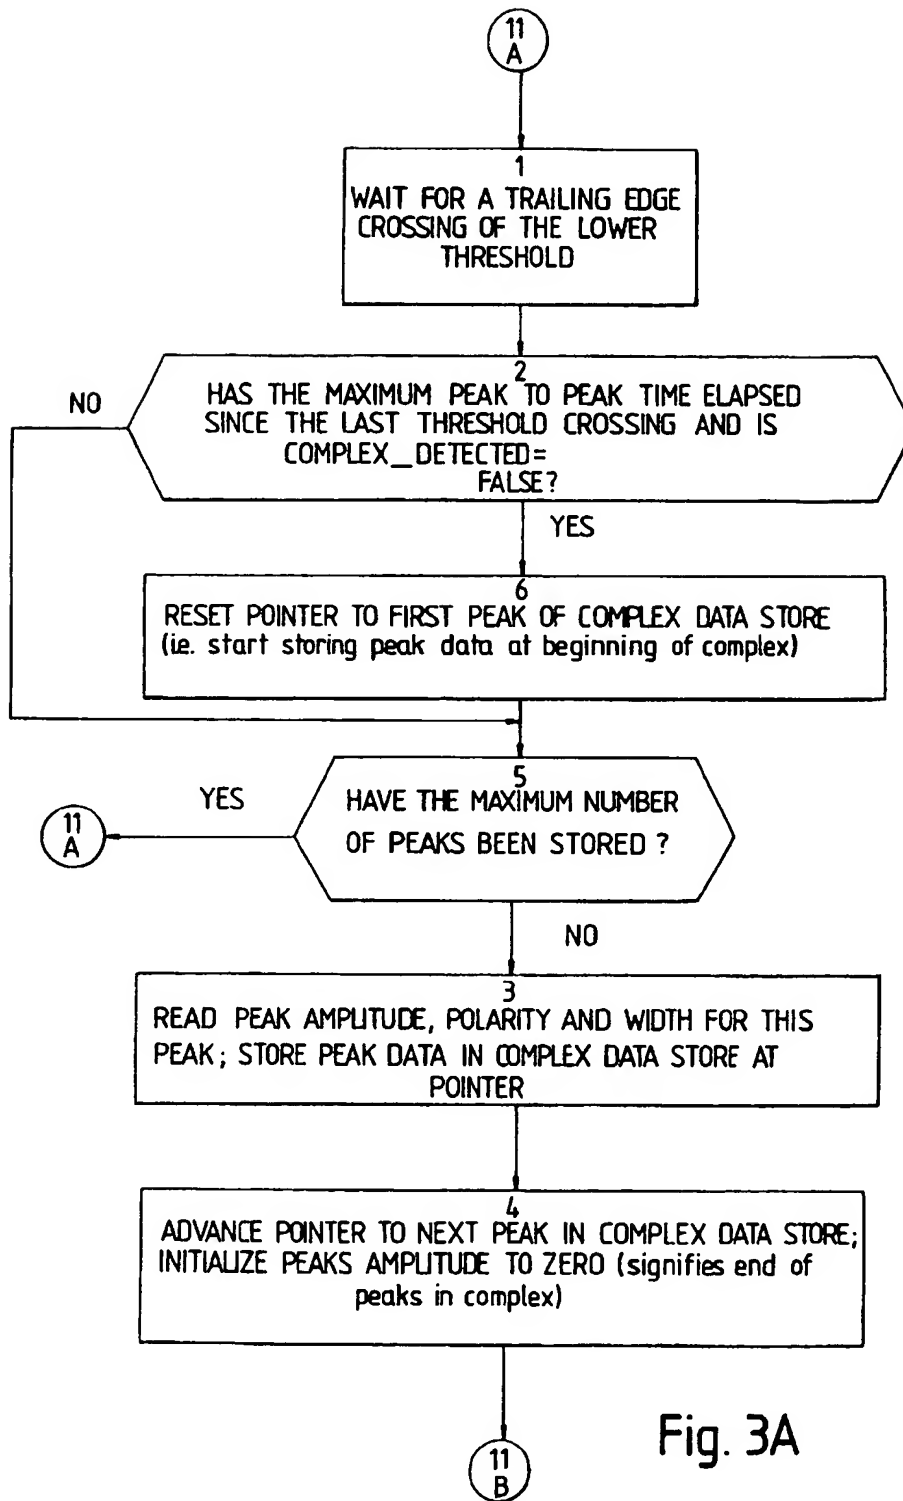 11
A
1
WAIT FOR A TRAILING EDGE
CROSSING OF THE LOWER
THRESHOLD
2
HAS THE MAXIMUM PEAK TO PEAK TIME ELAPSED
SINCE THE LAST THRESHOLD CROSSING AND IS
COMPLEX_DETECTED=
FALSE?
NO
YES
6
RESET POINTER TO FIRST PEAK OF COMPLEX DATA STORE
(i.e. start storing peak data at beginning of complex)
5
HAVE THE MAXIMUM NUMBER
OF PEAKS BEEN STORED ?
YES
11
A
NO
3
READ PEAK AMPLITUDE, POLARITY AND WIDTH FOR THIS
PEAK; STORE PEAK DATA IN COMPLEX DATA STORE AT
POINTER
4
ADVANCE POINTER TO NEXT PEAK IN COMPLEX DATA STORE;
INITIALIZE PEAKS AMPLITUDE TO ZERO (signifies end of
peaks in complex)
11
B
Fig. 3A